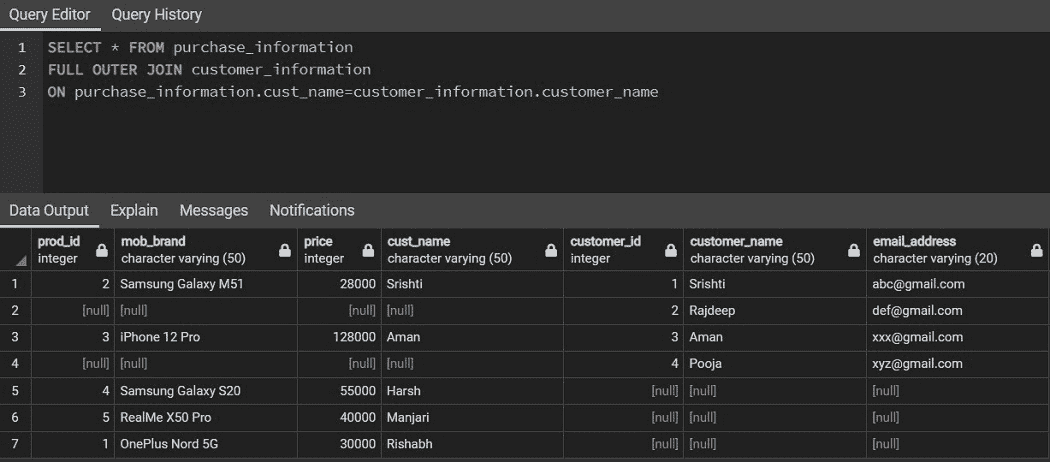 Query Editor Query History
1 SELECT * FROM purchase_information
2 FULL OUTER JOIN customer_information
3 ON purchase_information.cust_name=customer_information.customer_name
Data Output Explain Messages Notifications
prod_id mob_brand price cust_name customer_id customer_name email_address
integer character varying (50) integer character varying (50) integer character varying (50) character varying (20)
1 2 Samsung Galaxy M51 28000 Srishti 1 Srishti abc@gmail.com
2 [null] [null] [null] [null] 2 Rajdeep def@gmail.com
3 3 iPhone 12 Pro 128000 Aman 3 Aman xxx@gmail.com
4 [null] [null] [null] [null] 4 Pooja xyz@gmail.com
5 4 Samsung Galaxy S20 55000 Harsh [null] [null] [null]
6 5 RealMe X50 Pro 40000 Manjari [null] [null] [null]
7 1 OnePlus Nord 5G 30000 Rishabh [null] [null] [null]